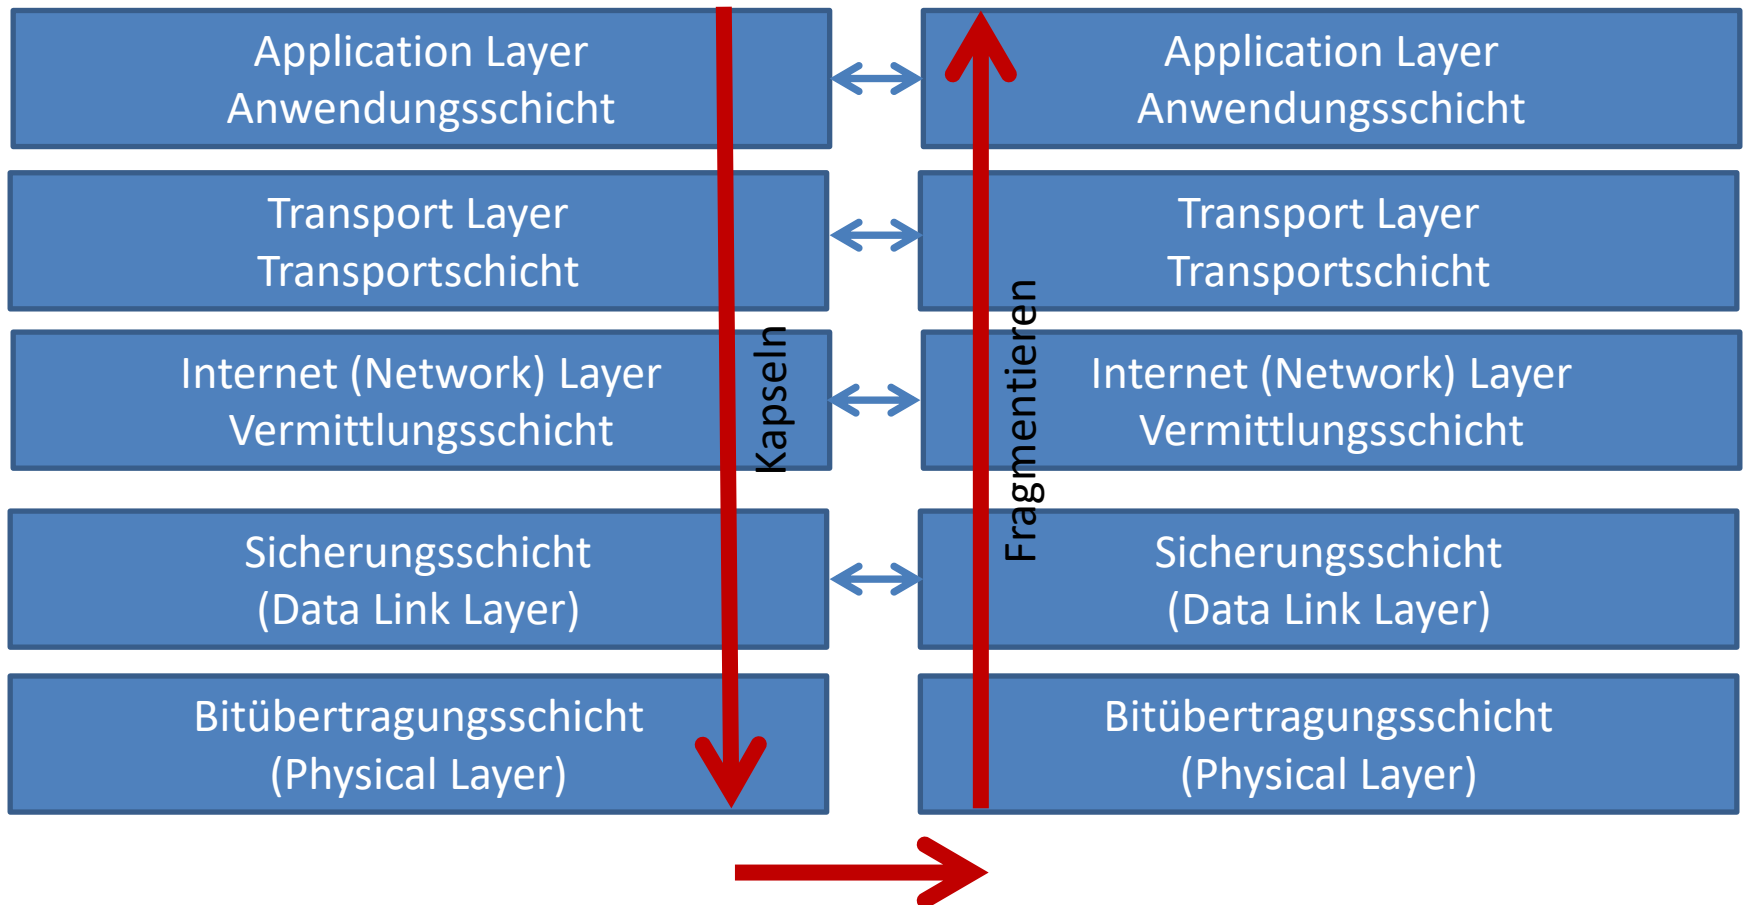 Application Layer
Anwendungsschicht
Application Layer
Anwendungsschicht
Transport Layer
Transportschicht
Transport Layer
Transportschicht
Internet (Network) Layer
Vermittlungsschicht
Internet (Network) Layer
Vermittlungsschicht
Sicherungsschicht
(Data Link Layer)
Sicherungsschicht
(Data Link Layer)
Bitübertragungsschicht
(Physical Layer)
Bitübertragungsschicht
(Physical Layer)
Kapseln
Fragmentieren